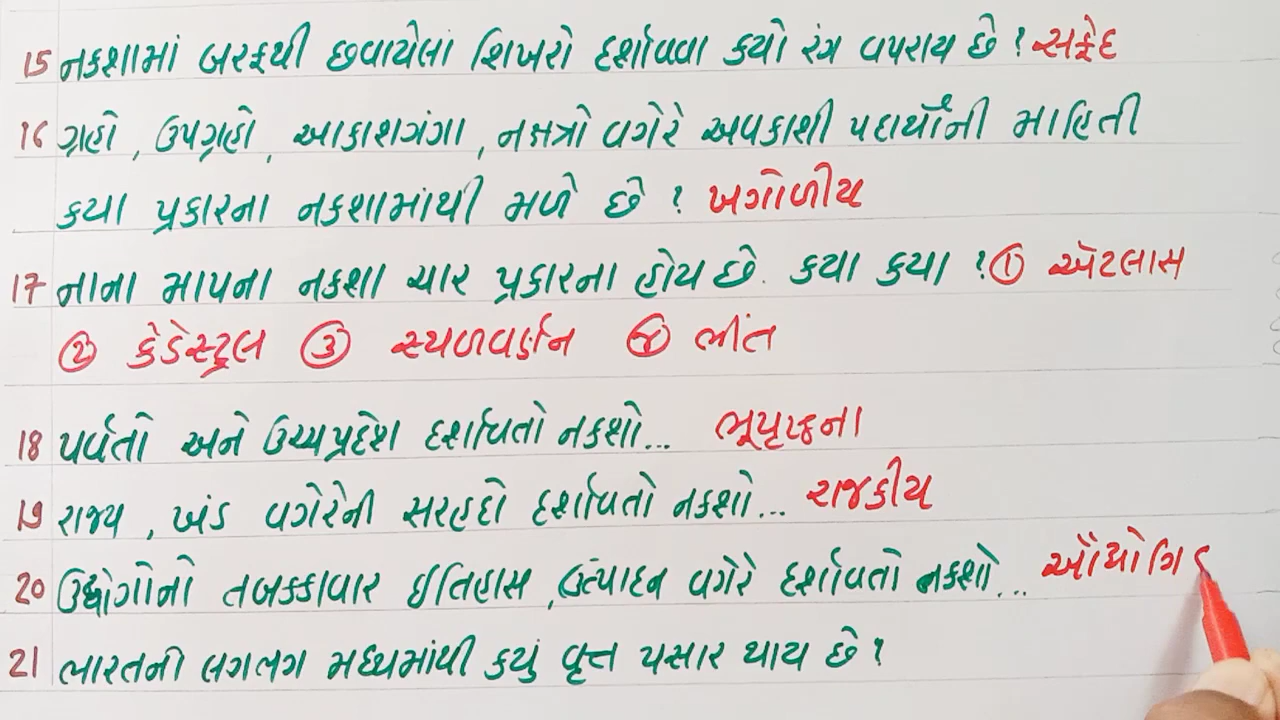 15 નકશામાં બરફથી છવાયેલાં શિખરો દર્શાવવા કયો રંગ વપરાય છે ? સફેદ
16 ગ્રહો , ઉપગ્રહો , આકાશગંગા , નક્ષત્રો વગેરે અવકાશી પદાર્થોની માહિતી
કયા પ્રકારના નકશામાંથી મળે છે ? ખગોળીય
17 નાના માપના નકશા ચાર પ્રકારના હોય છે. કયા કયા ? ① એટલાસ
② કેડેસ્ટ્રલ ③ સ્થળવર્ણન ④ ભીંત
18 પર્વતો અને ઉચ્ચપ્રદેશ દર્શાવતો નકશો... ભૂપૃષ્ઠના
19 રાજ્ય , ખંડ વગેરેની સરહદો દર્શાવતો નકશો... રાજકીય
20 ઉદ્યોગોનો તબક્કાવાર ઈતિહાસ , ઉત્પાદન વગેરે દર્શાવતો નકશો...
21 ભારતની લગભગ મધ્યમાંથી કયું વૃત્ત પસાર થાય છે ?